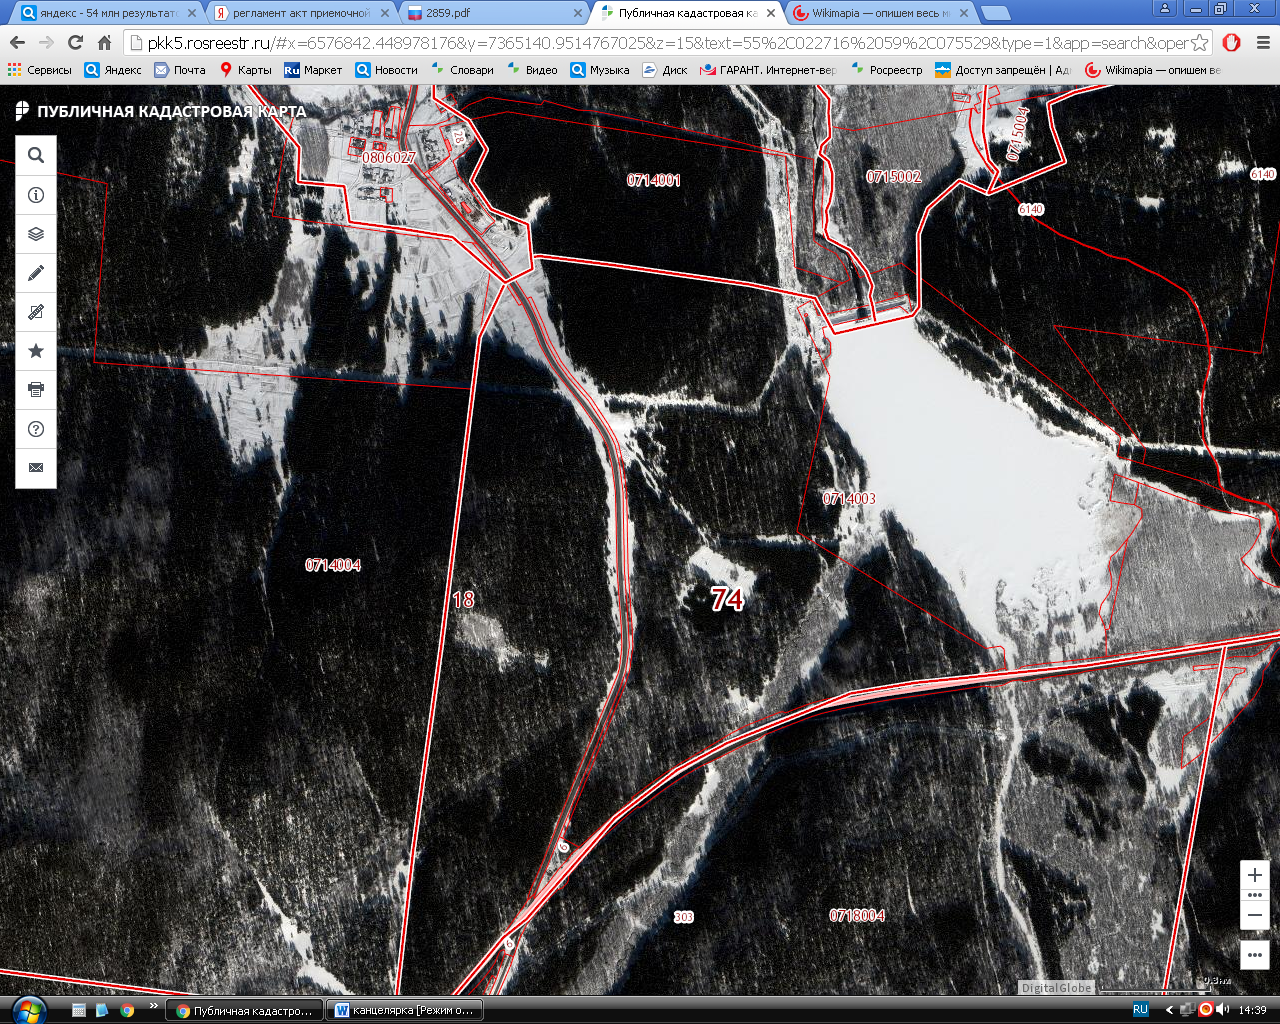 яндекс - 54 млн результато
регламент акт приемочной
2859.pdf
Публичная кадастровая ка
Wikimapia — опишем весь м
pkk5.rosreestr.ru/#x=6576842.448978176&y=7365140.9514767025&z=15&text=55%2C022716%2059%2C075529&type=1&app=search&oper
Сервисы
Яндекс
Почта
Карты
Ru Маркет
Новости
Словари
Видео
Музыка
Диск
ГАРАНТ. Интернет-вер
Росреестр
Доступ запрещён | Ад
Wikimapia — опишем ве
ПУБЛИЧНАЯ КАДАСТРОВАЯ КАРТА
28
0715004
0806027
0714001
0715002
6140
6140
0714003
0714004
18
74
6
303
0718004
6
DigitalGlobe
Публичная кадастро...
канцелярка [Режим о...
RU
14:39